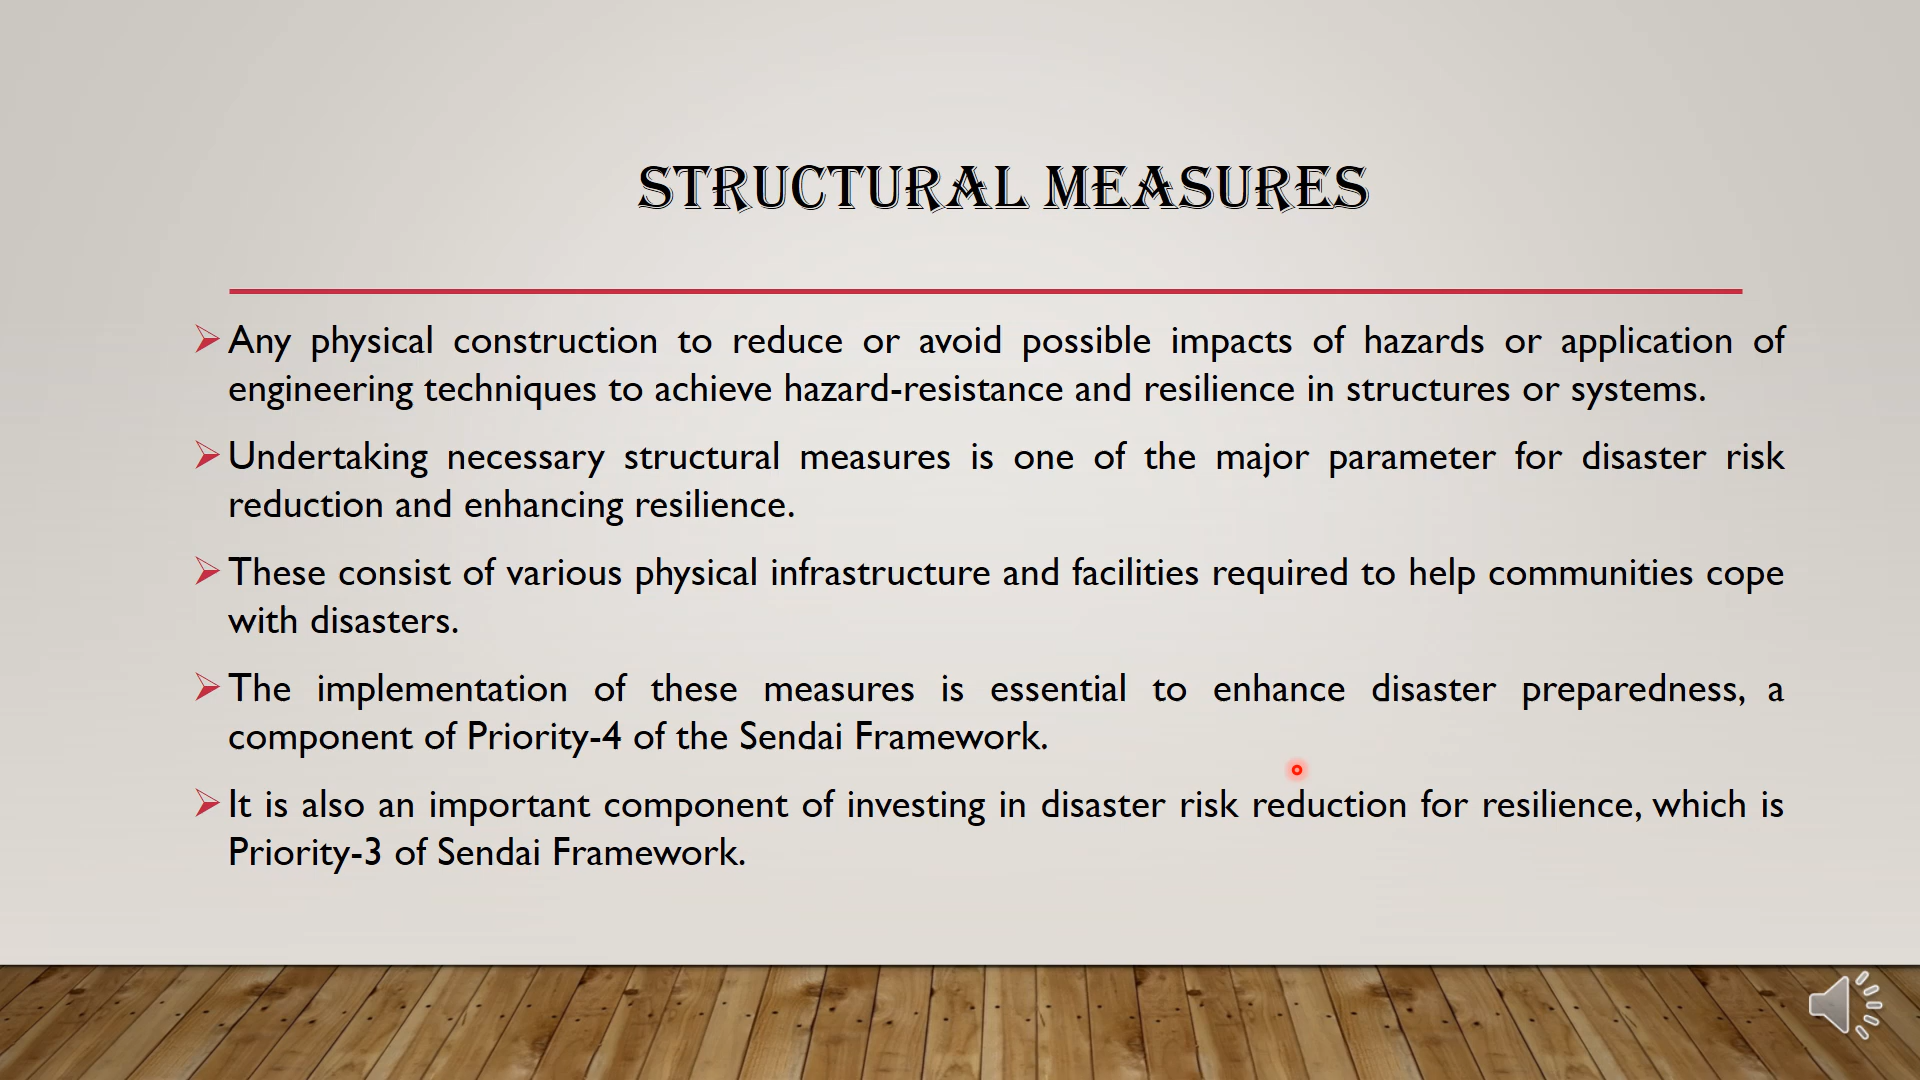 STRUCTURAL MEASURES
Any physical construction to reduce or avoid possible impacts of hazards or application of
engineering techniques to achieve hazard-resistance and resilience in structures or systems.
Undertaking necessary structural measures is one of the major parameter for disaster risk
reduction and enhancing resilience.
These consist of various physical infrastructure and facilities required to help communities cope
with disasters.
The implementation of these measures is essential to enhance disaster preparedness, a
component of Priority-4 of the Sendai Framework.
It is also an important component of investing in disaster risk reduction for resilience, which is
Priority-3 of Sendai Framework.